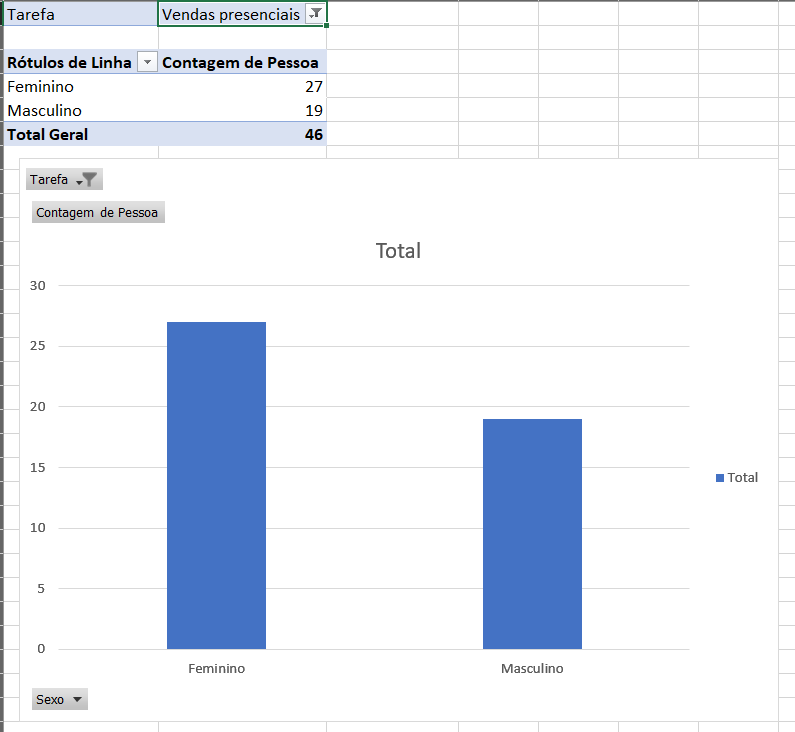 Tarefa Vendas presenciais
Rótulos de Linha Contagem de Pessoa
Feminino 27
Masculino 19
Total Geral 46
Tarefa
Contagem de Pessoa
Total
30
25
20
15
10
5
0
Total
Feminino Masculino
Sexo